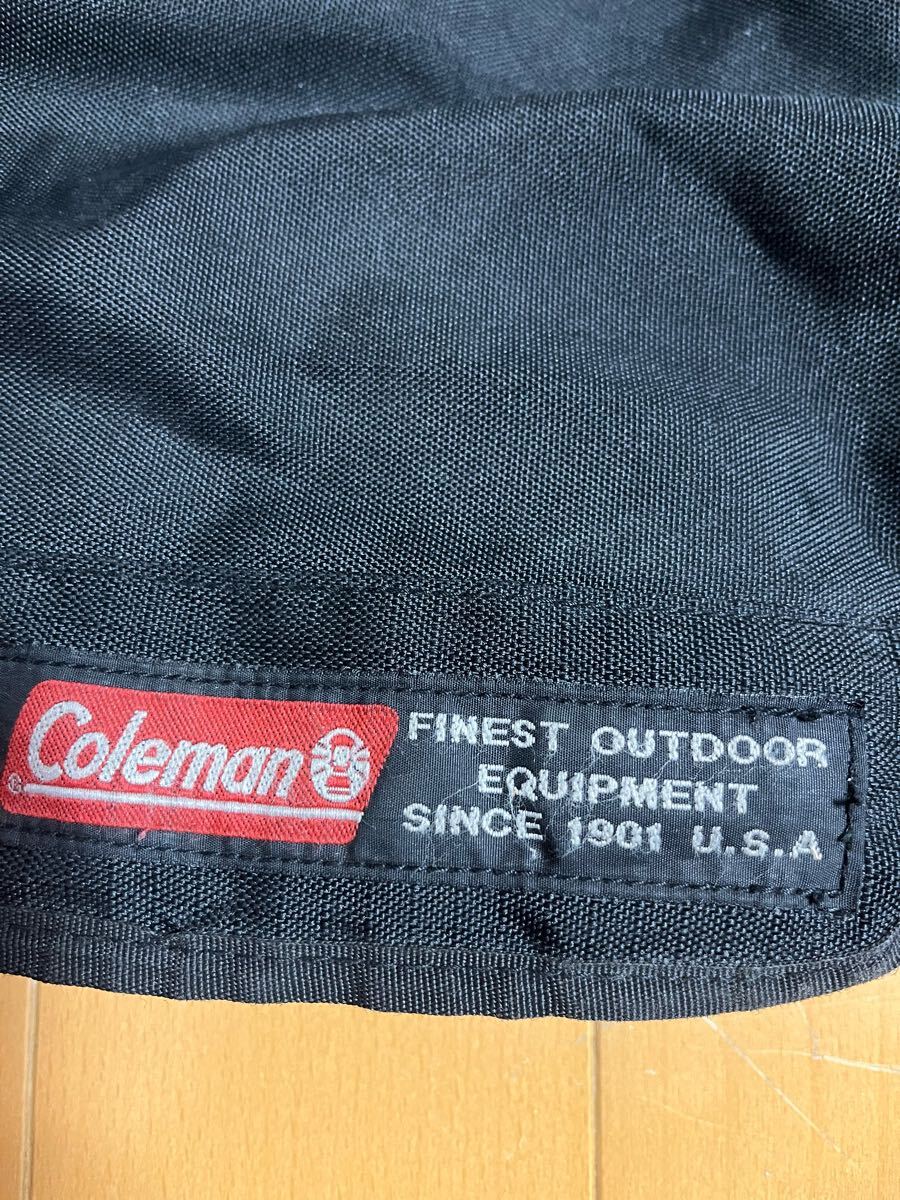 Coleman
®
FINEST OUTDOOR
EQUIPMENT
SINCE 1901 U.S.A